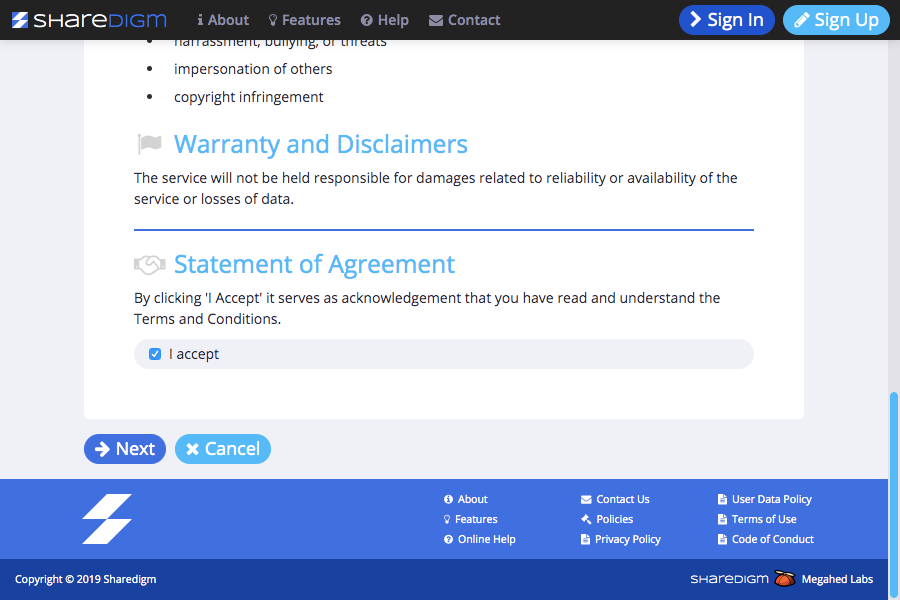 SHAREDIGM
About
Features
Help
Contact
Sign In
Sign Up
harrassment, bullying, or threats
impersonation of others
copyright infringement
Warranty and Disclaimers
The service will not be held responsible for damages related to reliability or availability of the
service or losses of data.
Statement of Agreement
By clicking 'I Accept' it serves as acknowledgement that you have read and understand the
Terms and Conditions.
I accept
Next
Cancel
About
Features
Online Help
Contact Us
Policies
Privacy Policy
User Data Policy
Terms of Use
Code of Conduct
Copyright © 2019 Sharedigm
SHAREDIGM
Megahed Labs